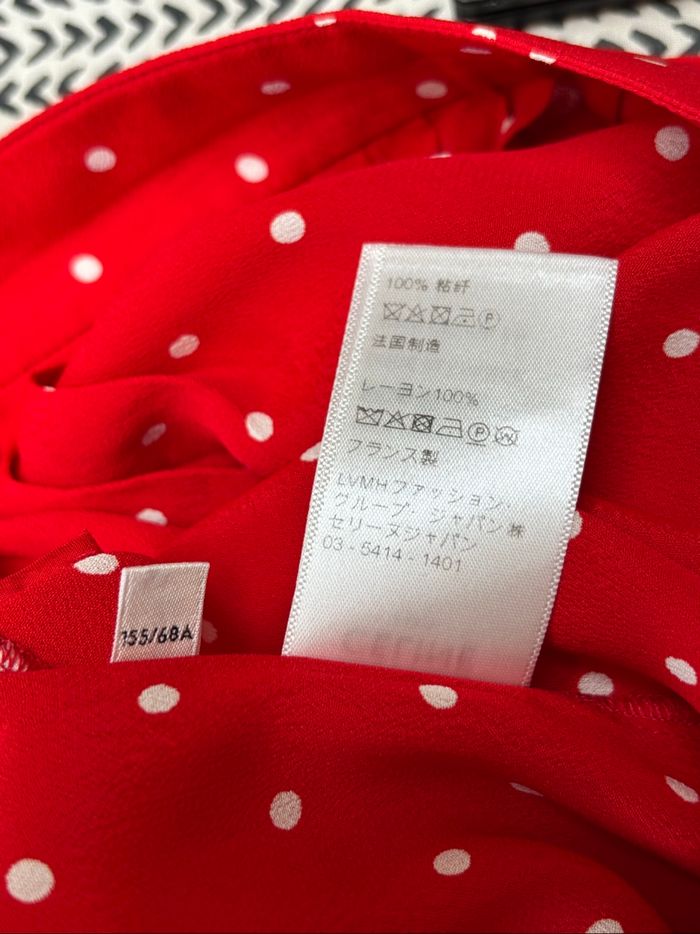 100% 粘纤
法国制造
レーヨン100%
フランス製
LVMHファッション・
グループ・ジャパン 株
セリーヌジャパン
03 - 5414 - 1401
155/68A